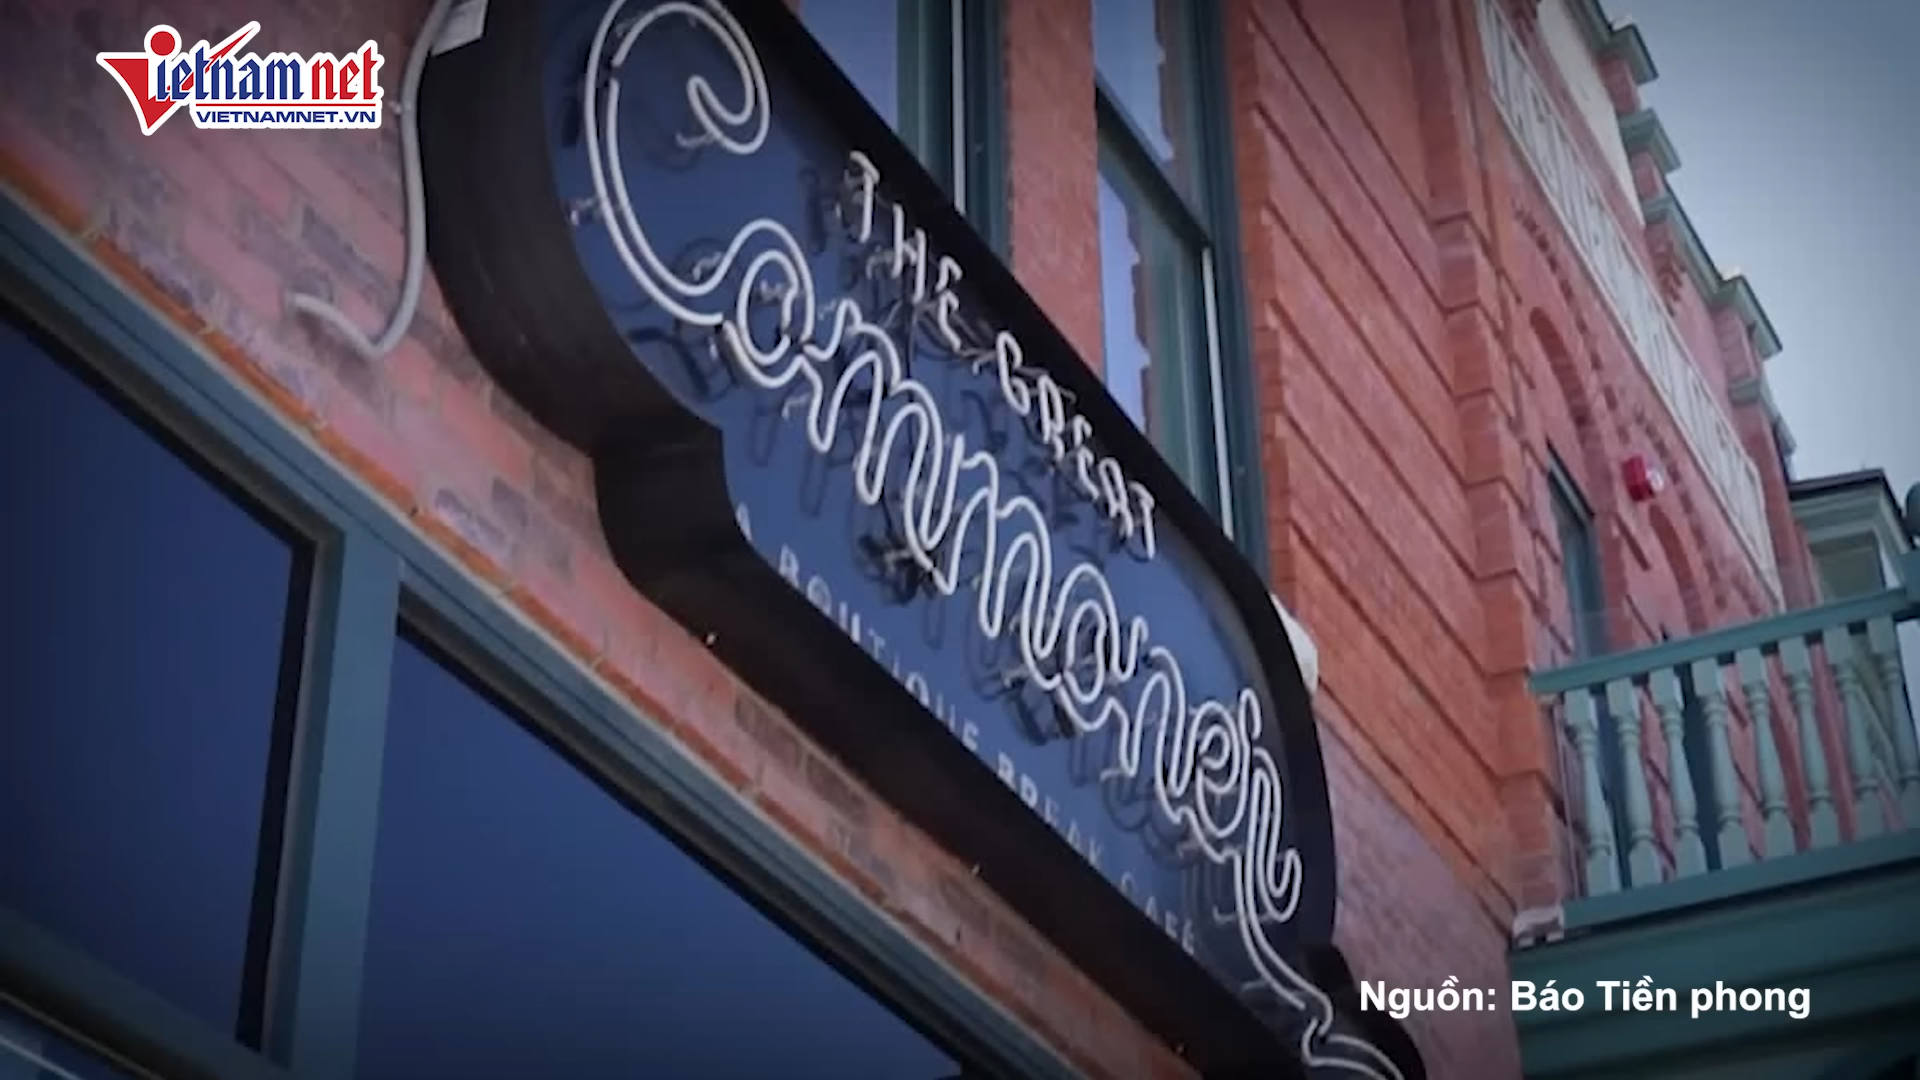 Vietnamnet
VIETNAMNET.VN
THE GREAT
Commoner
A BOUTIQUE BREAK CAFE
Nguồn: Báo Tiền phong